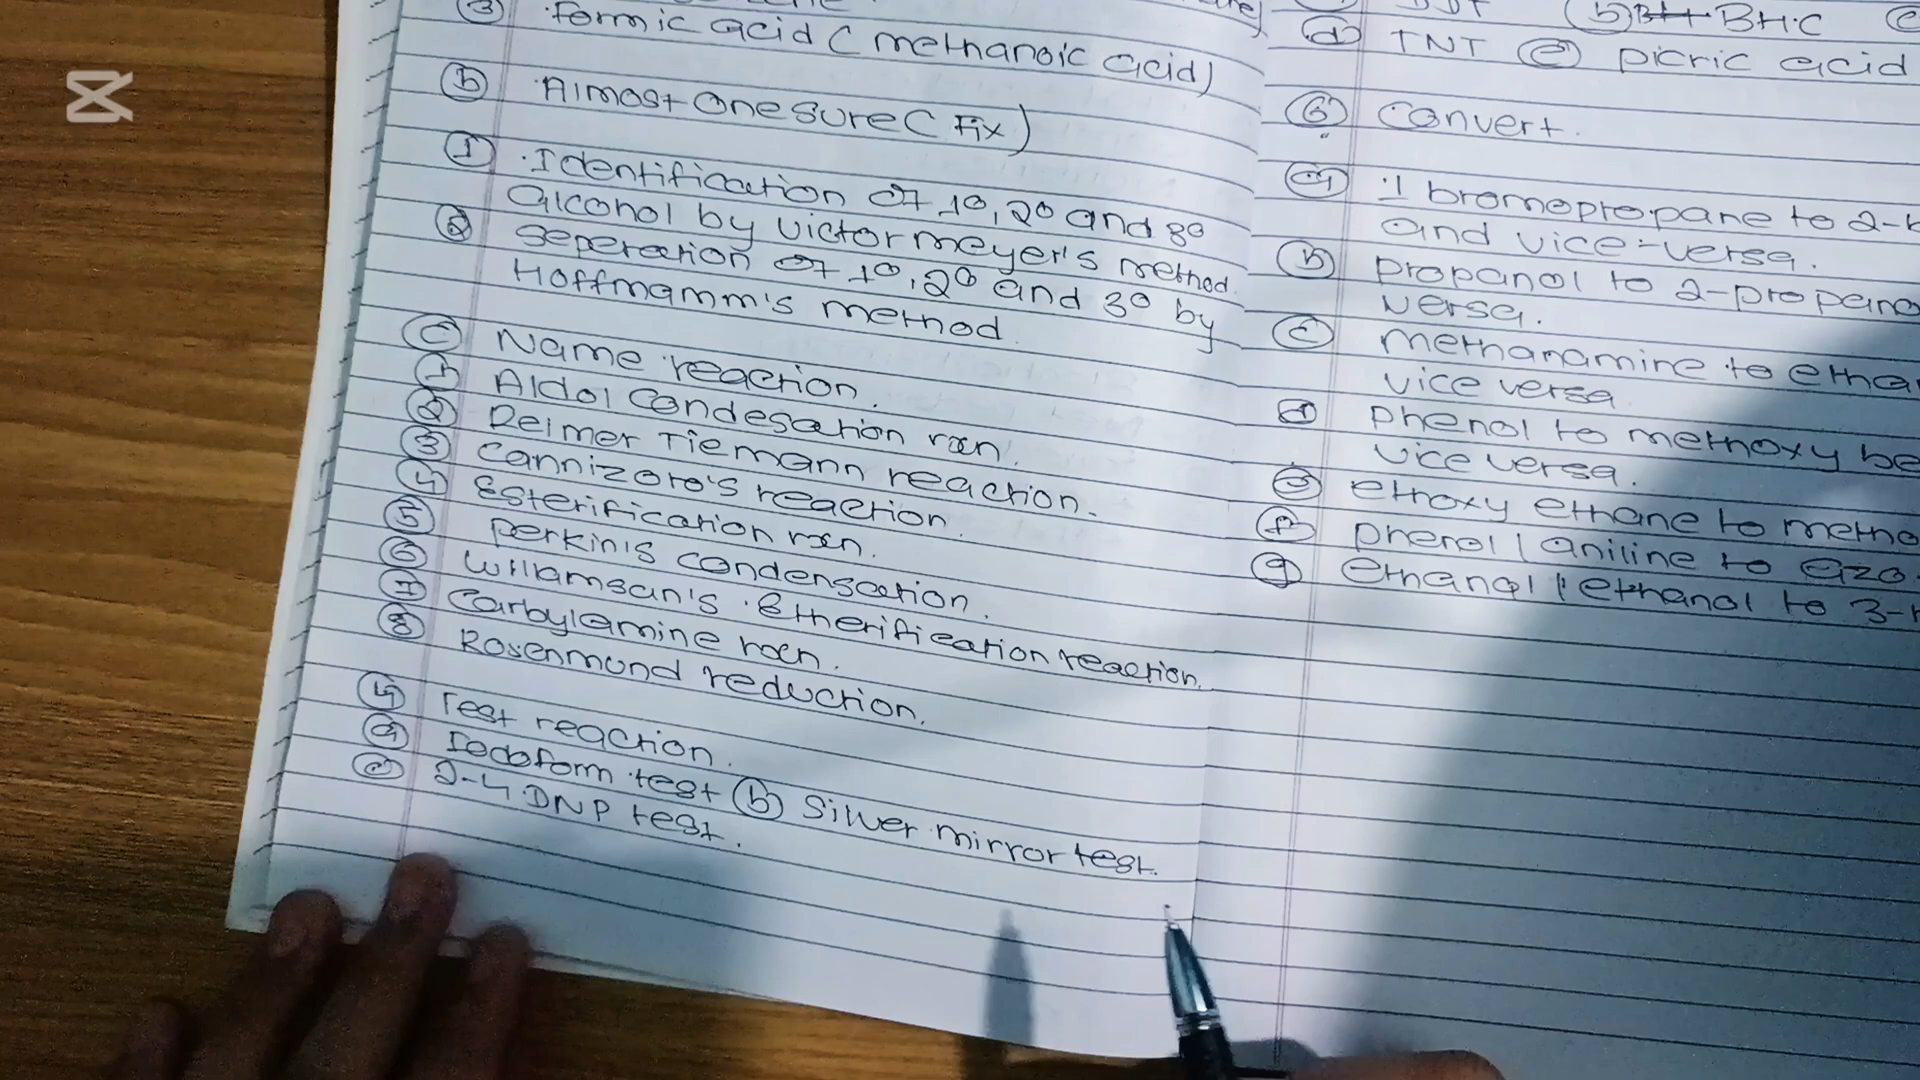 ③ formic acid ( methanoic acid)
ⓑ Almost one sure ( Fix )
① Identification of 1°, 2° and 3°
alcohol by victor meyer's method.
② seperation of 1°, 2° and 3° by
Hoffmamm's method.
ⓒ Name reaction.
① Aldol condesation rxn.
② Reimer Tiemann reaction.
③ cannizoro's reaction.
④ Esterification rxn.
⑤ perkin's condensation.
⑥ williamsan's Etherification reaction.
⑦ carbylamine rxn.
⑧ Rosenmund reduction.
④ Test reaction.
ⓐ Iodoform test ⓑ Silver mirror test.
ⓒ 2-4 DNP test.
ⓑ BHC
ⓓ TNT ⓔ picric acid
⑥ convert.
ⓐ 1 bromopropane to 2-b
and vice-versa.
ⓑ propanol to 2-propano
versa.
ⓒ methanamine to etha
vice versa
ⓓ phenol to methoxy be
vice versa.
ⓔ ethoxy ethane to metho
ⓕ phenol / aniline to azo
ⓖ ethanal / ethanol to 3-